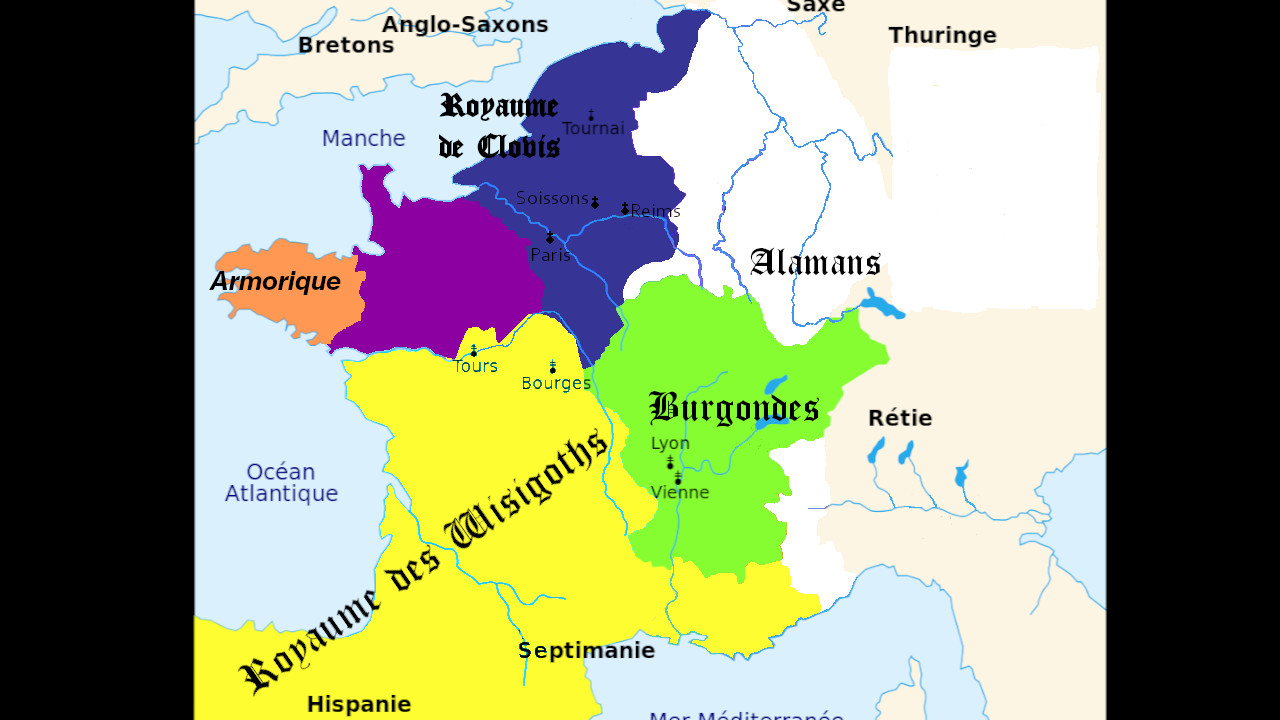 Saxe
Anglo-Saxons
Thuringe
Bretons
Royaume
de Clovis
Tournai
Manche
Soissons
Reims
Paris
Alamans
Armorique
Tours
Bourges
Burgondes
Rétie
Lyon
Océan
Atlantique
Vienne
Royaume des Wisigoths
Septimanie
Hispanie
Mer Méditerranée